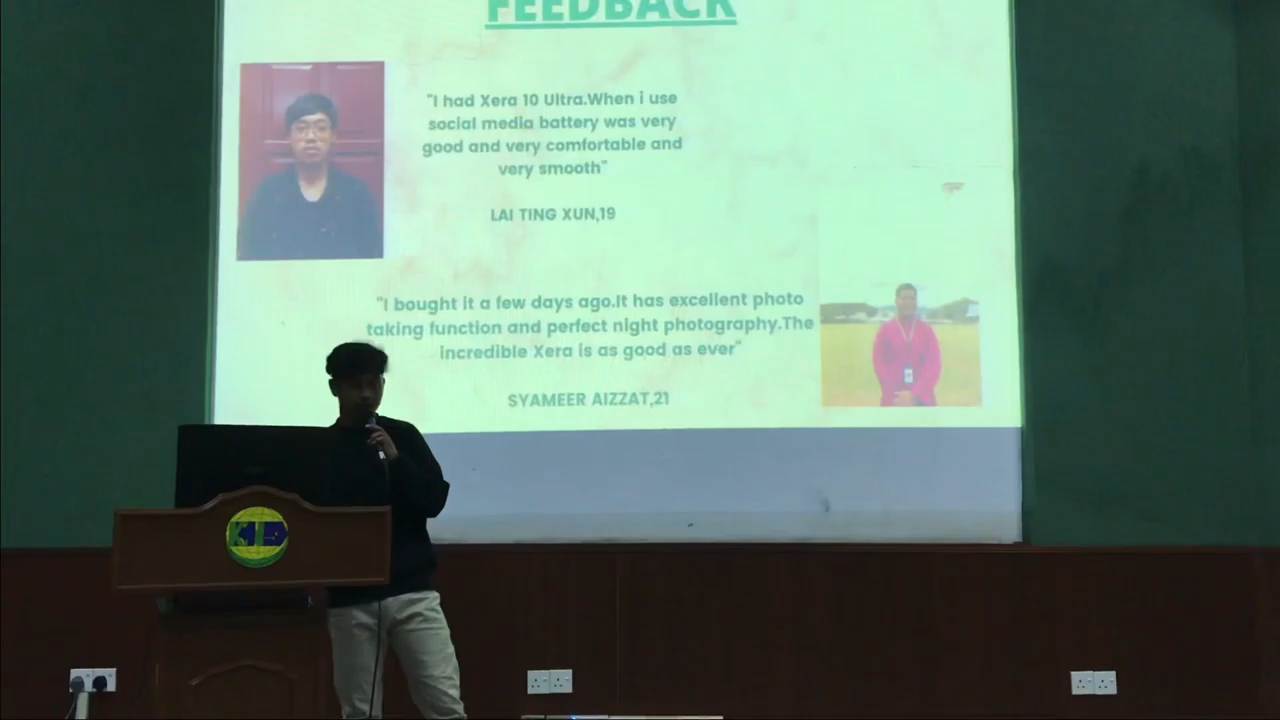 FEEDBACK
"I had Xera 10 Ultra.When i use
social media battery was very
good and very comfortable and
very smooth"
LAI TING XUN,19
"I bought it a few days ago.It has excellent photo
taking function and perfect night photography.The
incredible Xera is as good as ever"
SYAMEER AIZZAT,21